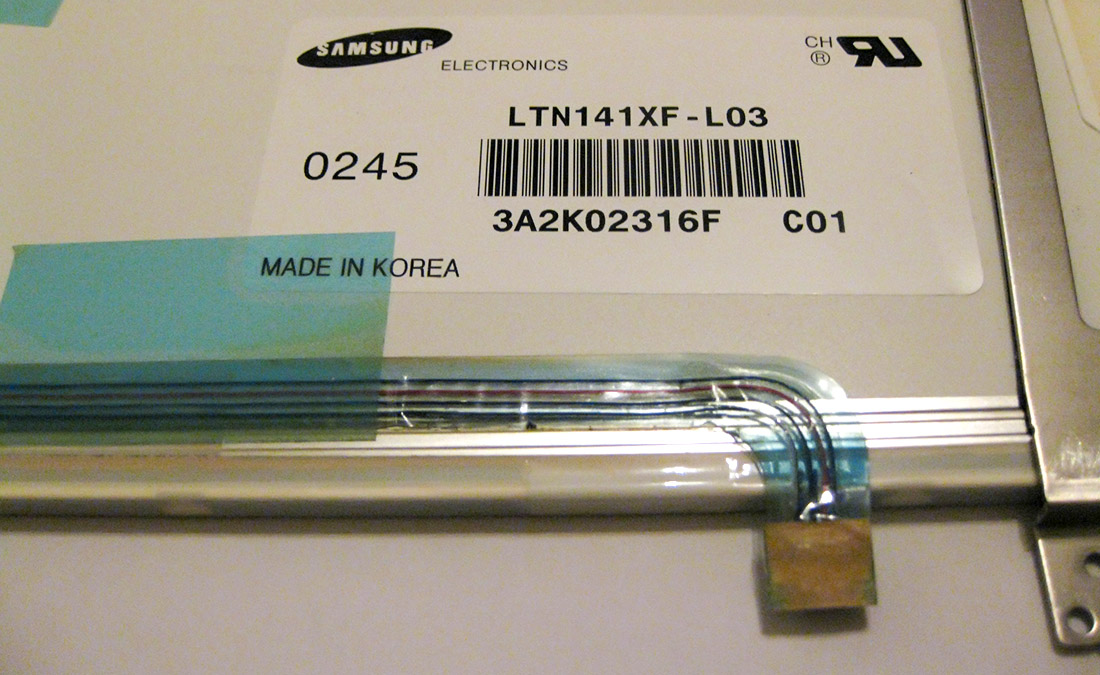 SAMSUNG
ELECTRONICS
CH
®
LTN141XF-L03
0245
3A2K02316F C01
MADE IN KOREA